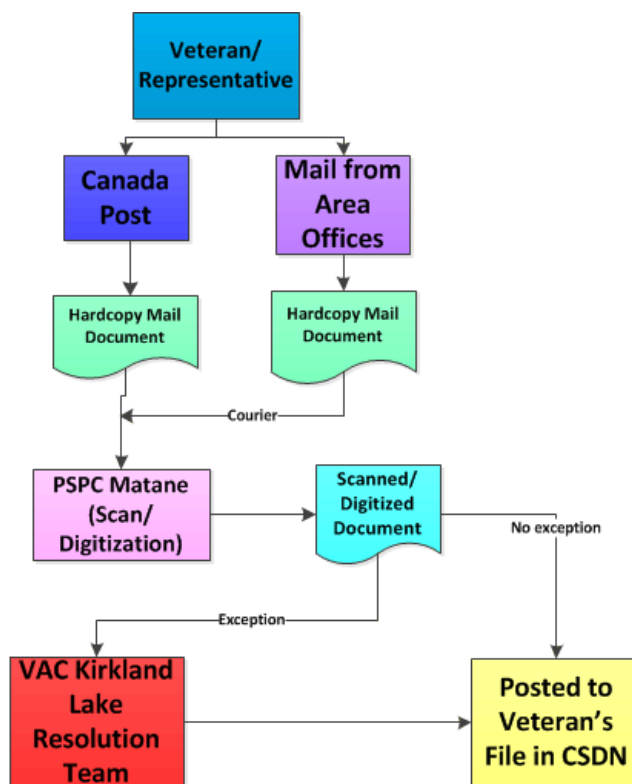 Veteran/
Representative
Canada
Post
Mail from
Area
Offices
Hardcopy Mail
Document
Hardcopy Mail
Document
Courier
PSPC Matane
(Scan/
Digitization)
Scanned/
Digitized
Document
No exception
Exception
VAC Kirkland
Lake
Resolution
Team
Posted to
Veteran's
File in CSDN